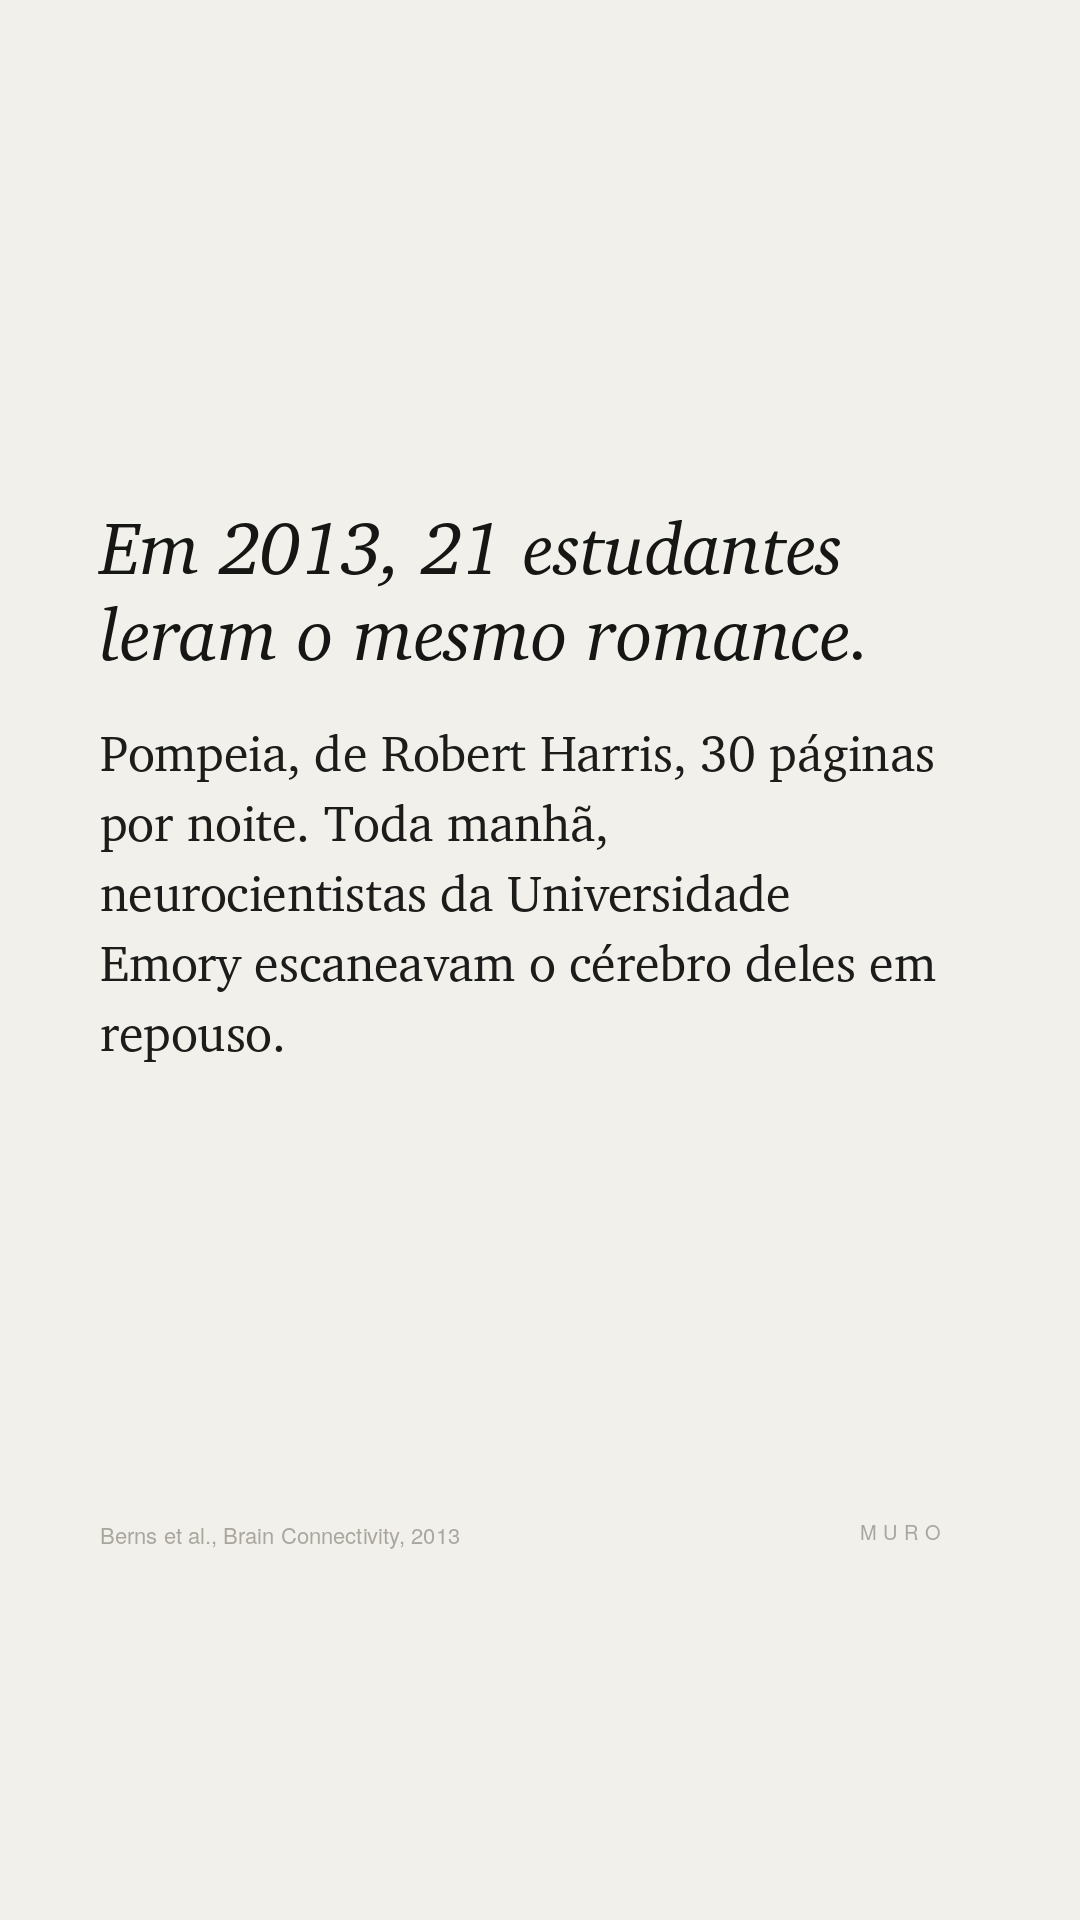 Em 2013, 21 estudantes
leram o mesmo romance.
Pompeia, de Robert Harris, 30 páginas
por noite. Toda manhã,
neurocientistas da Universidade
Emory escaneavam o cérebro deles em
repouso.
Berns et al., Brain Connectivity, 2013
MURO